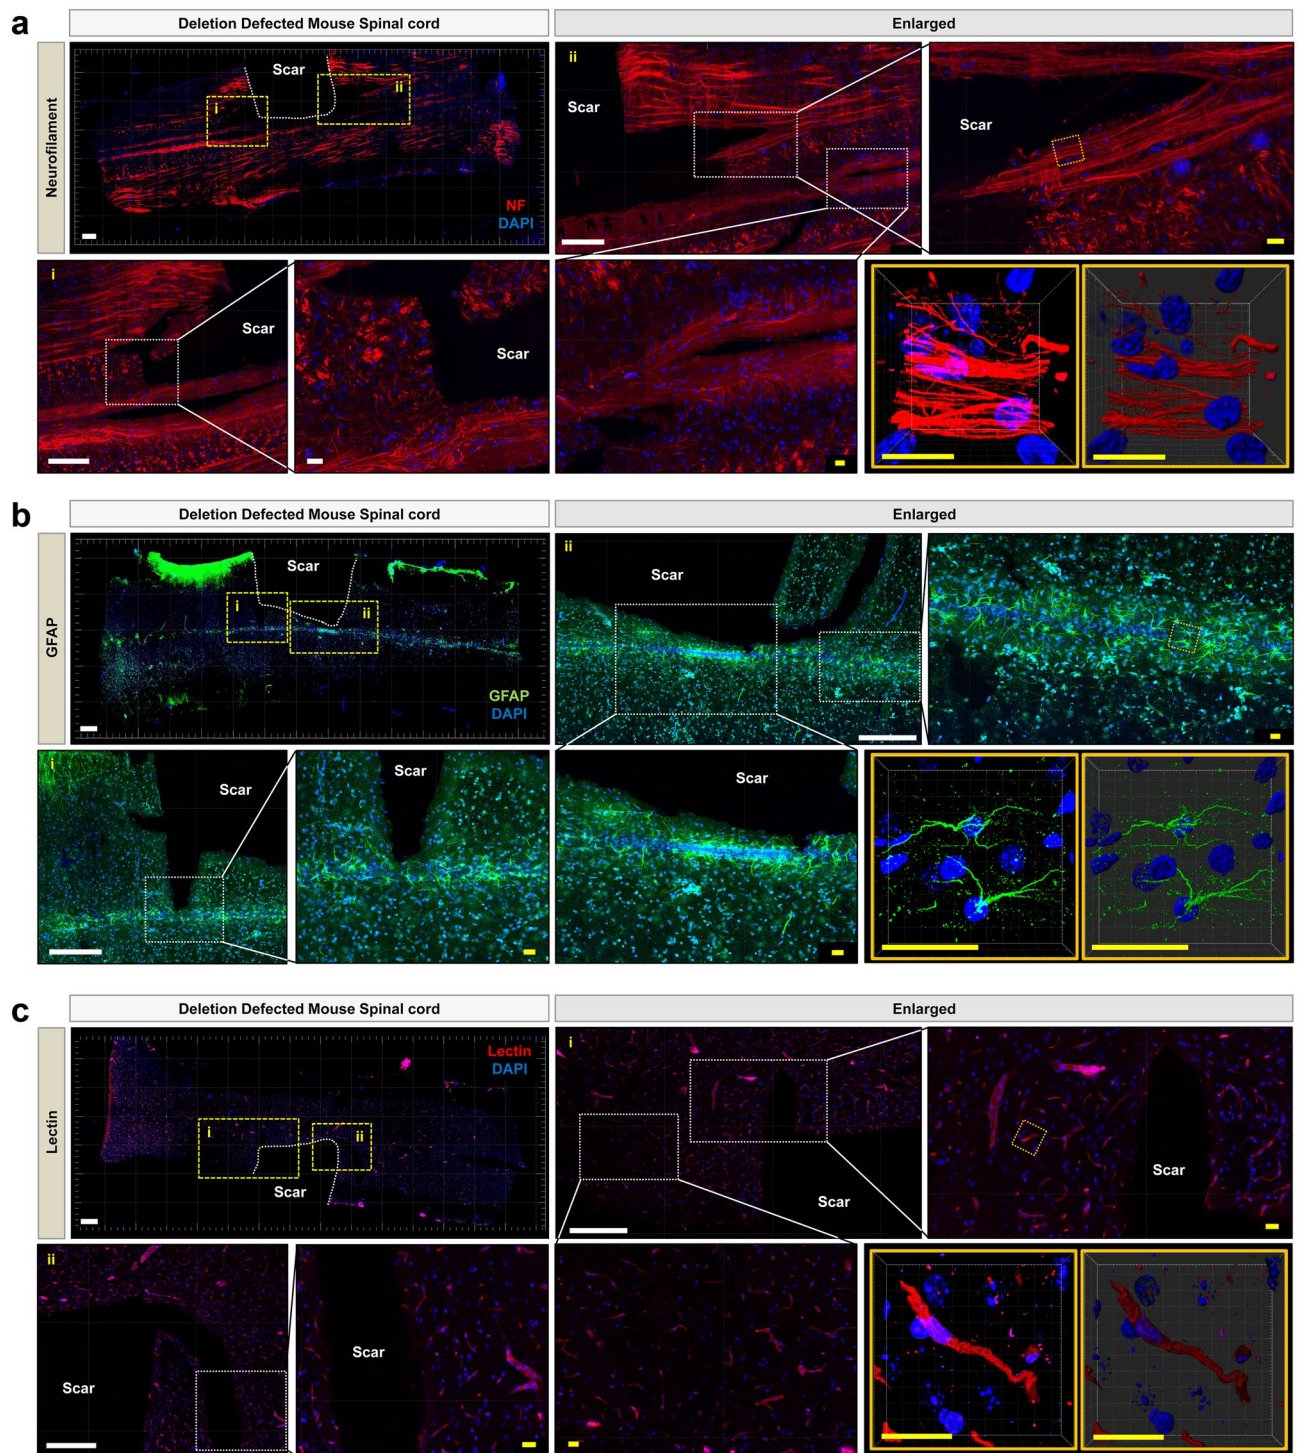 a
Deletion Defected Mouse Spinal cord
Enlarged
Neurofilament
Scar
i
ii
NF
DAPI
ii
Scar
Scar
i
Scar
Scar
b
Deletion Defected Mouse Spinal cord
Enlarged
GFAP
Scar
i
ii
GFAP
DAPI
ii
Scar
i
Scar
Scar
Scar
c
Deletion Defected Mouse Spinal cord
Enlarged
Lectin
Lectin
DAPI
i
ii
Scar
i
Scar
Scar
ii
Scar
Scar